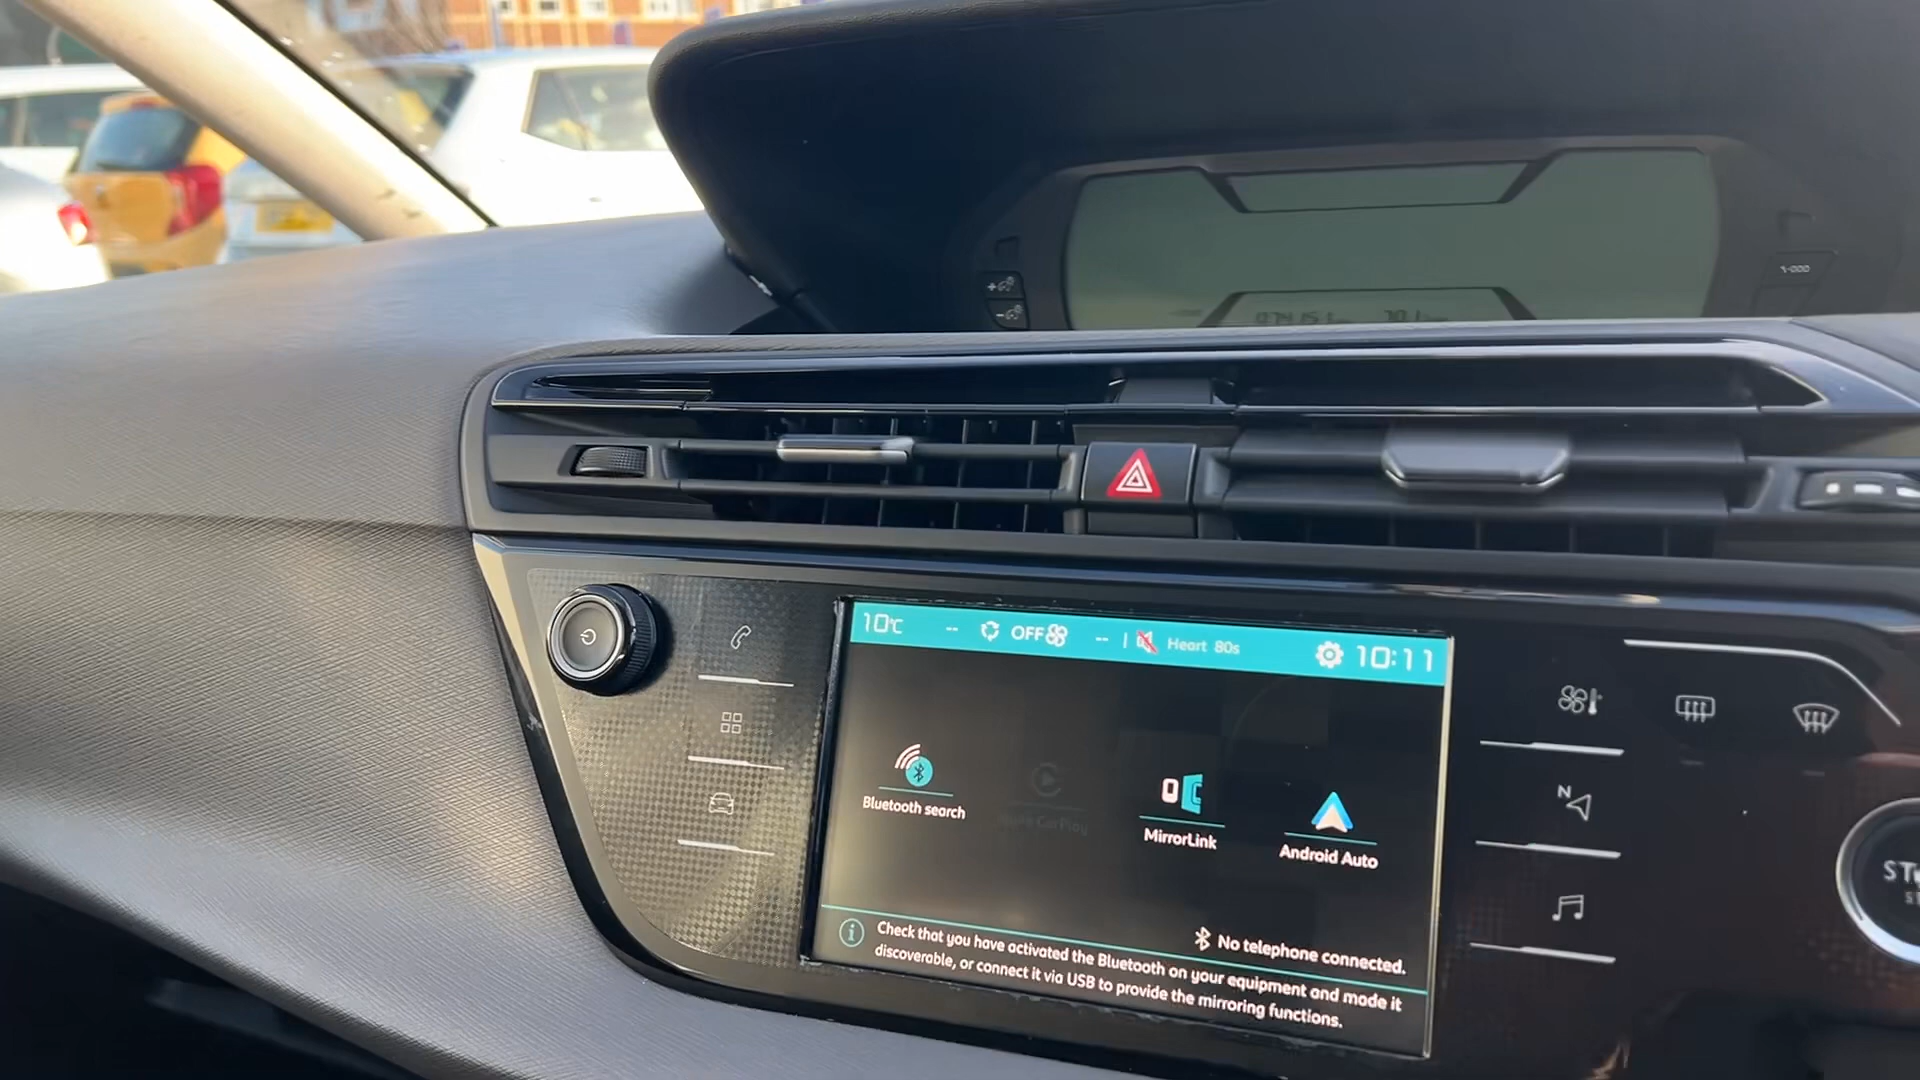 10°C -- OFF -- | Heart 80s 10:11
Bluetooth search
Apple CarPlay
MirrorLink
Android Auto
No telephone connected.
Check that you have activated the Bluetooth on your equipment and made it
discoverable, or connect it via USB to provide the mirroring functions.
N